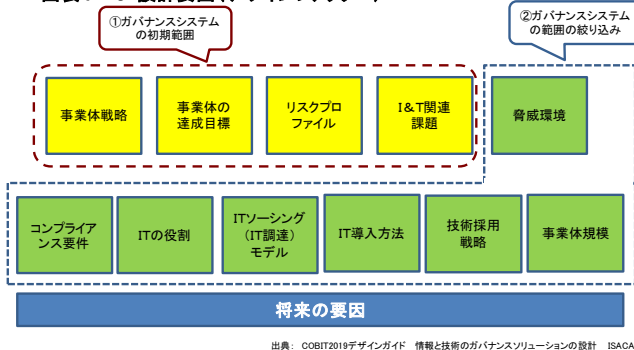 ①ガバナンスシステム
の初期範囲
②ガバナンスシステム
の範囲の絞り込み
事業体戦略
事業体の
達成目標
リスクプロ
ファイル
I&T関連
課題
脅威環境
コンプライア
ンス要件
ITの役割
ITソーシング
(IT調達)
モデル
IT導入方法
技術採用
戦略
事業体規模
将来の要因
出典: COBIT2019デザインガイド 情報と技術のガバナンスソリューションの設計 ISACA